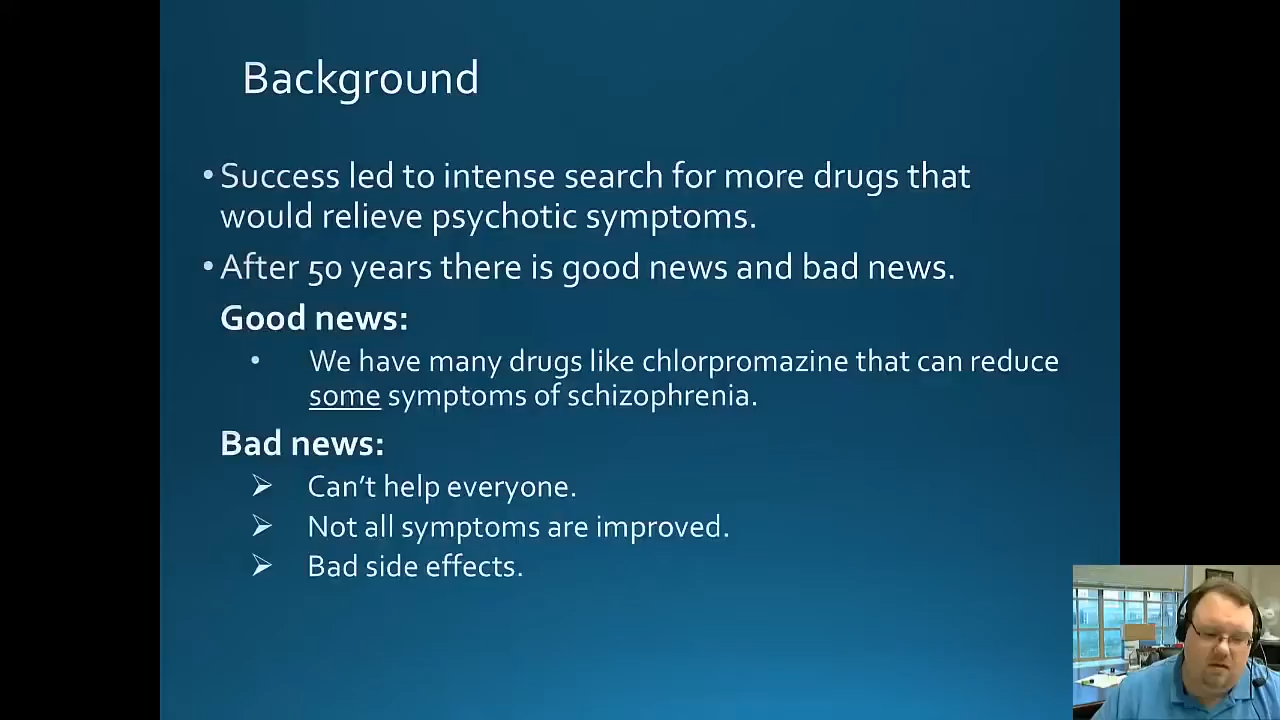 Background
• Success led to intense search for more drugs that
would relieve psychotic symptoms.
• After 50 years there is good news and bad news.
Good news:
• We have many drugs like chlorpromazine that can reduce
some symptoms of schizophrenia.
Bad news:
➢ Can’t help everyone.
➢ Not all symptoms are improved.
➢ Bad side effects.